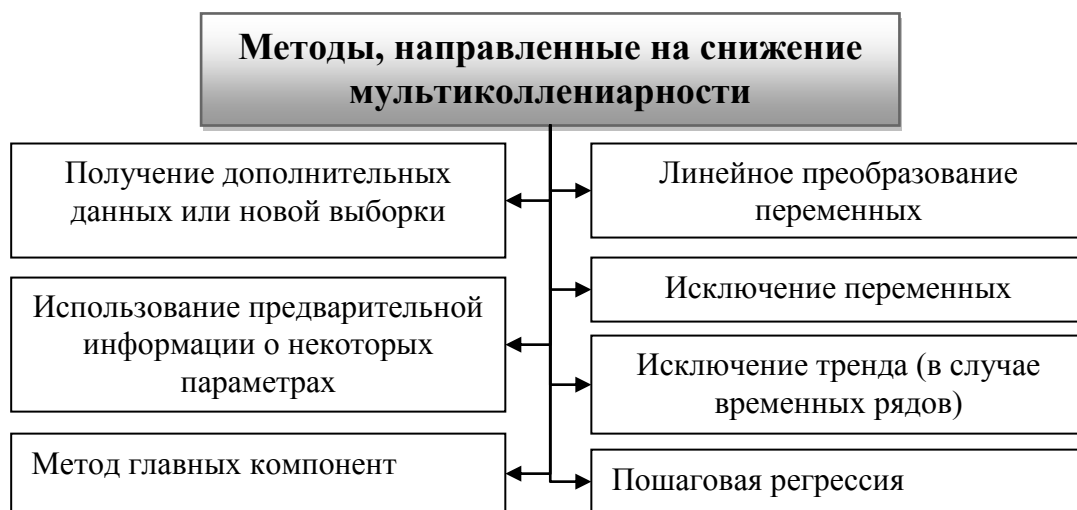 Методы, направленные на снижение
мультиколлениарности
Получение дополнительных
данных или новой выборки
Линейное преобразование
переменных
Использование предварительной
информации о некоторых
параметрах
Исключение переменных
Исключение тренда (в случае
временных рядов)
Метод главных компонент
Пошаговая регрессия